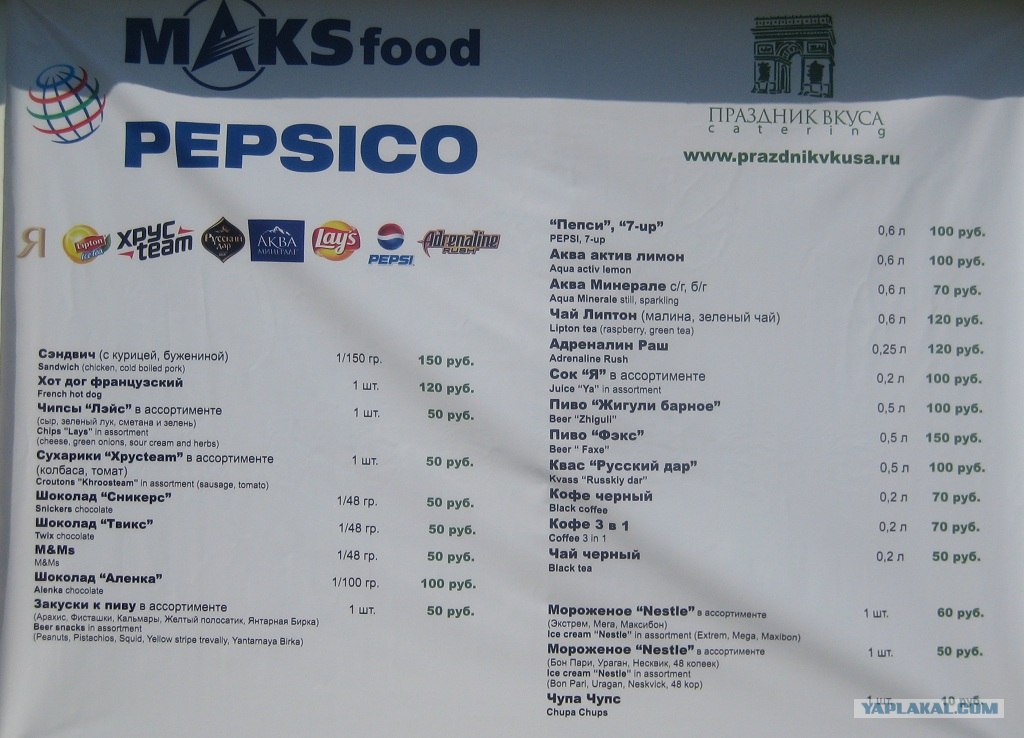 MAKS food
PEPSICO
ПРАЗДНИК ВКУСА
catering
www.prazdnikvkusa.ru
Я Lipton Ice Tea ХРУС team Русский Дар АКВА МИНЕРАЛЕ Lay's PEPSI. Adrenaline RUSH
Сэндвич (с курицей, бужениной) 1/150 гр. 150 руб.
Sandwich (chicken, cold boiled pork)
Хот дог французский 1 шт. 120 руб.
French hot dog
Чипсы "Лэйс" в ассортименте 1 шт. 50 руб.
(сыр, зеленый лук, сметана и зелень)
Chips "Lays" in assortment
(cheese, green onions, sour cream and herbs)
Сухарики "Хрусteam" в ассортименте 1 шт. 50 руб.
(колбаса, томат)
Croutons "Khroosteam" in assortment (sausage, tomato)
Шоколад "Сникерс" 1/48 гр. 50 руб.
Snickers chocolate
Шоколад "Твикс" 1/48 гр. 50 руб.
Twix chocolate
M&Ms 1/48 гр. 50 руб.
M&Ms
Шоколад "Аленка" 1/100 гр. 100 руб.
Alenka chocolate
Закуски к пиву в ассортименте 1 шт. 50 руб.
(Арахис, Фисташки, Кальмары, Желтый полосатик, Янтарная Бирка)
Beer snacks in assortment
(Peanuts, Pistachios, Squid, Yellow stripe trevally, Yantarnaya Birka)
"Пепси", "7-up" 0,6 л 100 руб.
PEPSI, 7-up
Аква актив лимон 0,6 л 100 руб.
Aqua activ lemon
Аква Минерале с/г, б/г 0,6 л 70 руб.
Aqua Minerale still, sparkling
Чай Липтон (малина, зеленый чай) 0,6 л 120 руб.
Lipton tea (raspberry, green tea)
Адреналин Раш 0,25 л 120 руб.
Adrenaline Rush
Сок "Я" в ассортименте 0,2 л 100 руб.
Juice "Ya" in assortment
Пиво "Жигули барное" 0,5 л 100 руб.
Beer "Zhiguli"
Пиво "Фэкс" 0,5 л 150 руб.
Beer " Faxe"
Квас "Русский дар" 0,5 л 100 руб.
Kvass "Russkiy dar"
Кофе черный 0,2 л 70 руб.
Black coffee
Кофе 3 в 1 0,2 л 70 руб.
Coffee 3 in 1
Чай черный 0,2 л 50 руб.
Black tea
Мороженое "Nestle" в ассортименте 1 шт. 60 руб.
(Экстрем, Мега, Максибон)
Ice cream "Nestle" in assortment (Extrem, Mega, Maxibon)
Мороженое "Nestle" в ассортименте 1 шт. 50 руб.
(Бон Пари, Ураган, Несквик, 48 копеек)
Ice cream "Nestle" in assortment
(Bon Pari, Uragan, Neskvick, 48 kop)
Чупа Чупс 1 шт. 10 руб.
Chupa Chups
YAPLAKAL.COM